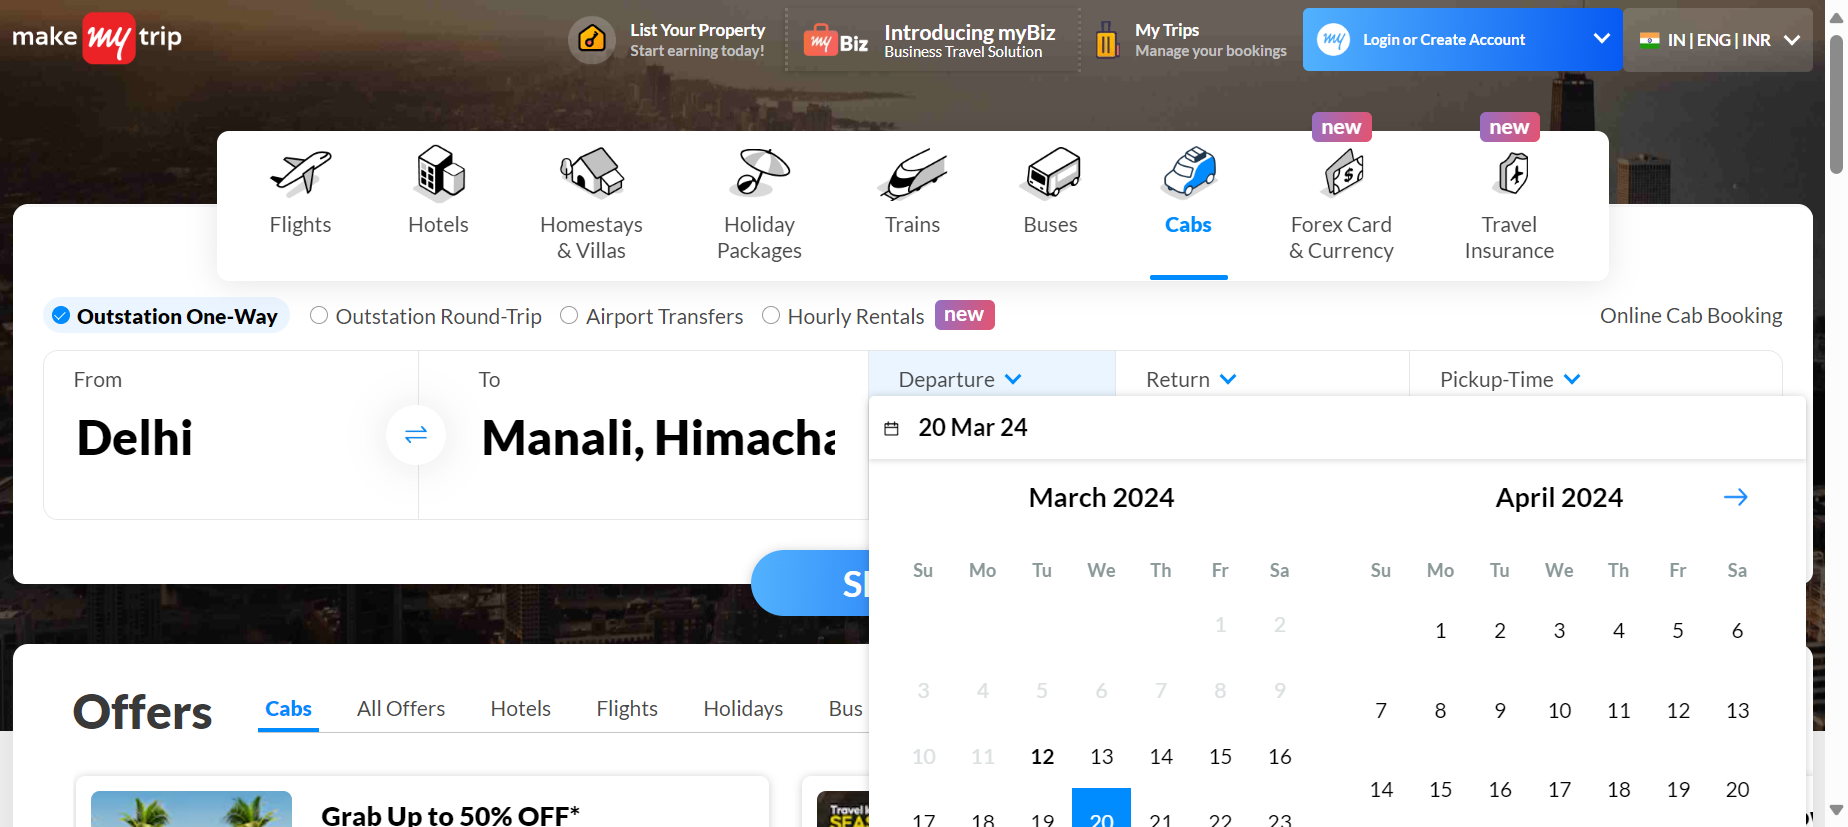 make my trip
List Your Property
Start earning today!
my Biz
Introducing myBiz
Business Travel Solution
My Trips
Manage your bookings
my
Login or Create Account
IN | ENG | INR
new
new
Flights
Hotels
Homestays
& Villas
Holiday
Packages
Trains
Buses
Cabs
Forex Card
& Currency
Travel
Insurance
Outstation One-Way
Outstation Round-Trip
Airport Transfers
Hourly Rentals
new
Online Cab Booking
From
Delhi
To
Manali, Himacha
Departure
Return
Pickup-Time
20 Mar 24
March 2024
Su Mo Tu We Th Fr Sa
1 2
3 4 5 6 7 8 9
10 11 12 13 14 15 16
17 18 19 20 21 22 23
April 2024
Su Mo Tu We Th Fr Sa
1 2 3 4 5 6
7 8 9 10 11 12 13
14 15 16 17 18 19 20
Offers
Cabs
All Offers
Hotels
Flights
Holidays
Bus
Grab Up to 50% OFF*